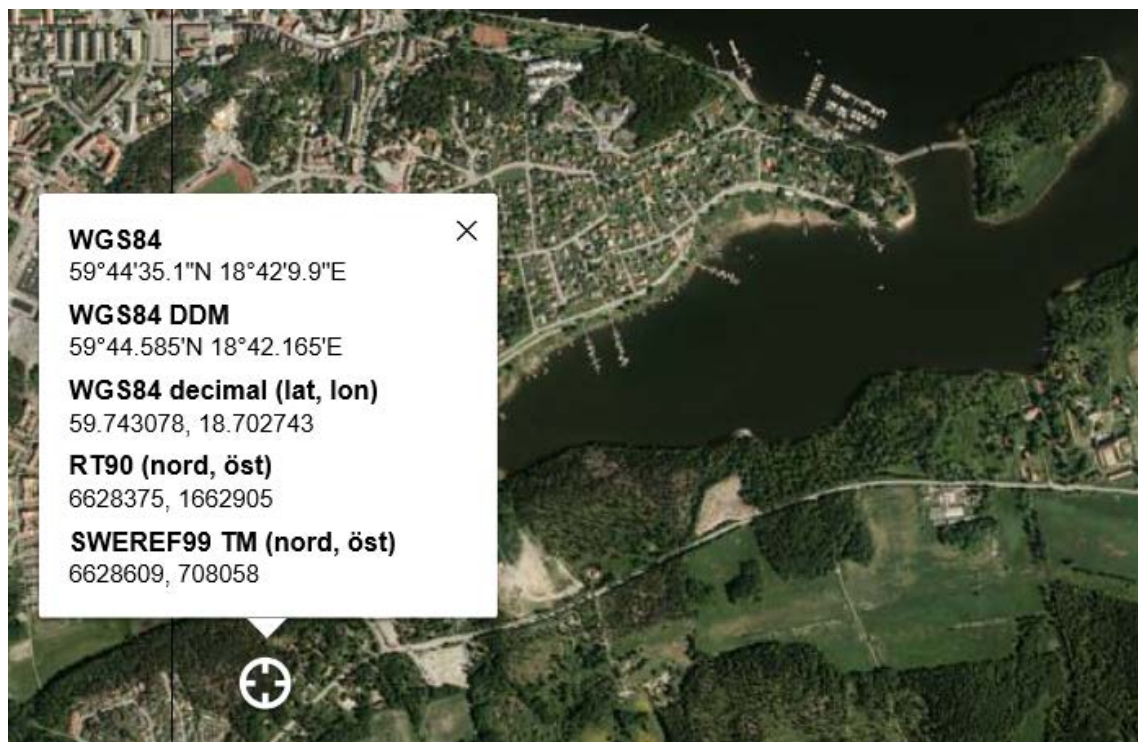 WGS84
59°44'35.1"N 18°42'9.9"E
WGS84 DDM
59°44.585'N 18°42.165'E
WGS84 decimal (lat, lon)
59.743078, 18.702743
RT90 (nord, öst)
6628375, 1662905
SWEREF99 TM (nord, öst)
6628609, 708058